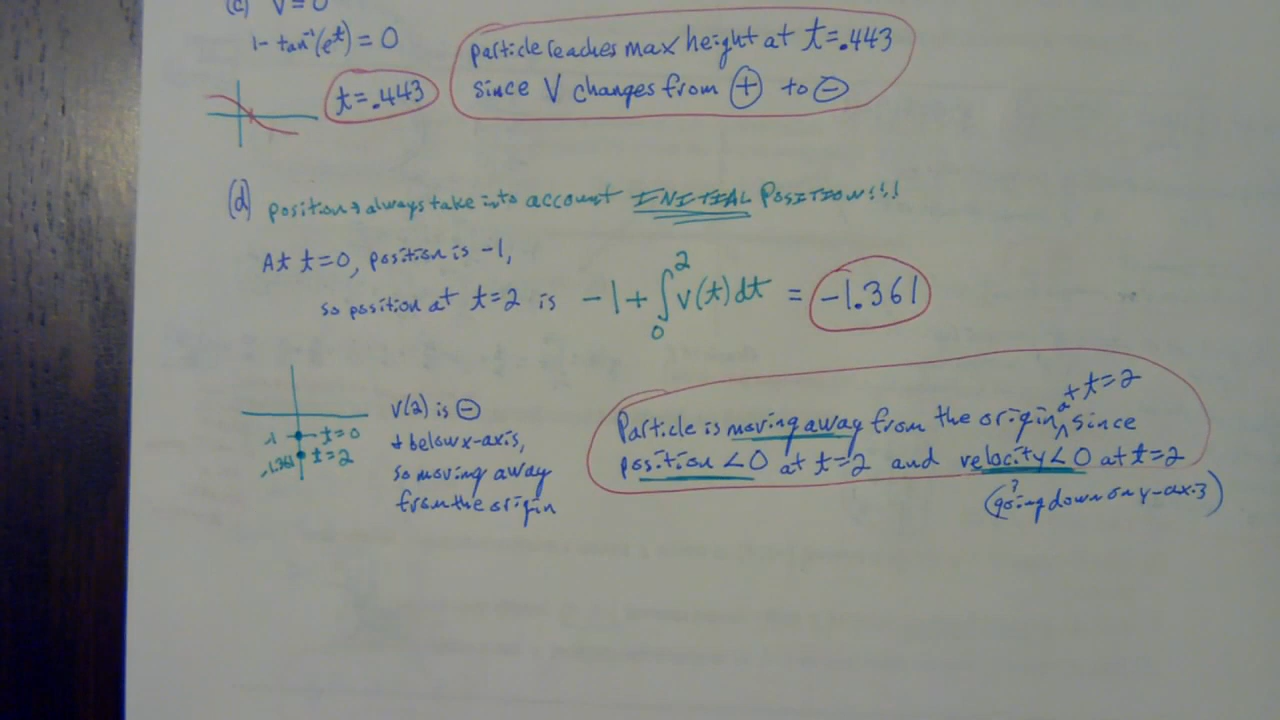 (c) V = 0
1 - tan⁻¹(eᵗ) = 0
t = .443
particle reaches max height at t = .443
since V changes from ⊕ to ⊖
(d) position → always take into account INITIAL POSITION!!!
At t=0, position is -1,
so position at t=2 is -1 + ∫₀² v(t) dt = -1.361
-1 t=0
-1.361 t=2
v(2) is ⊖
+ below x-axis,
so moving away
from the origin
Particle is moving away from the origin at t=2 since
position <0 at t=2 and velocity <0 at t=2
(going down on y-axis)